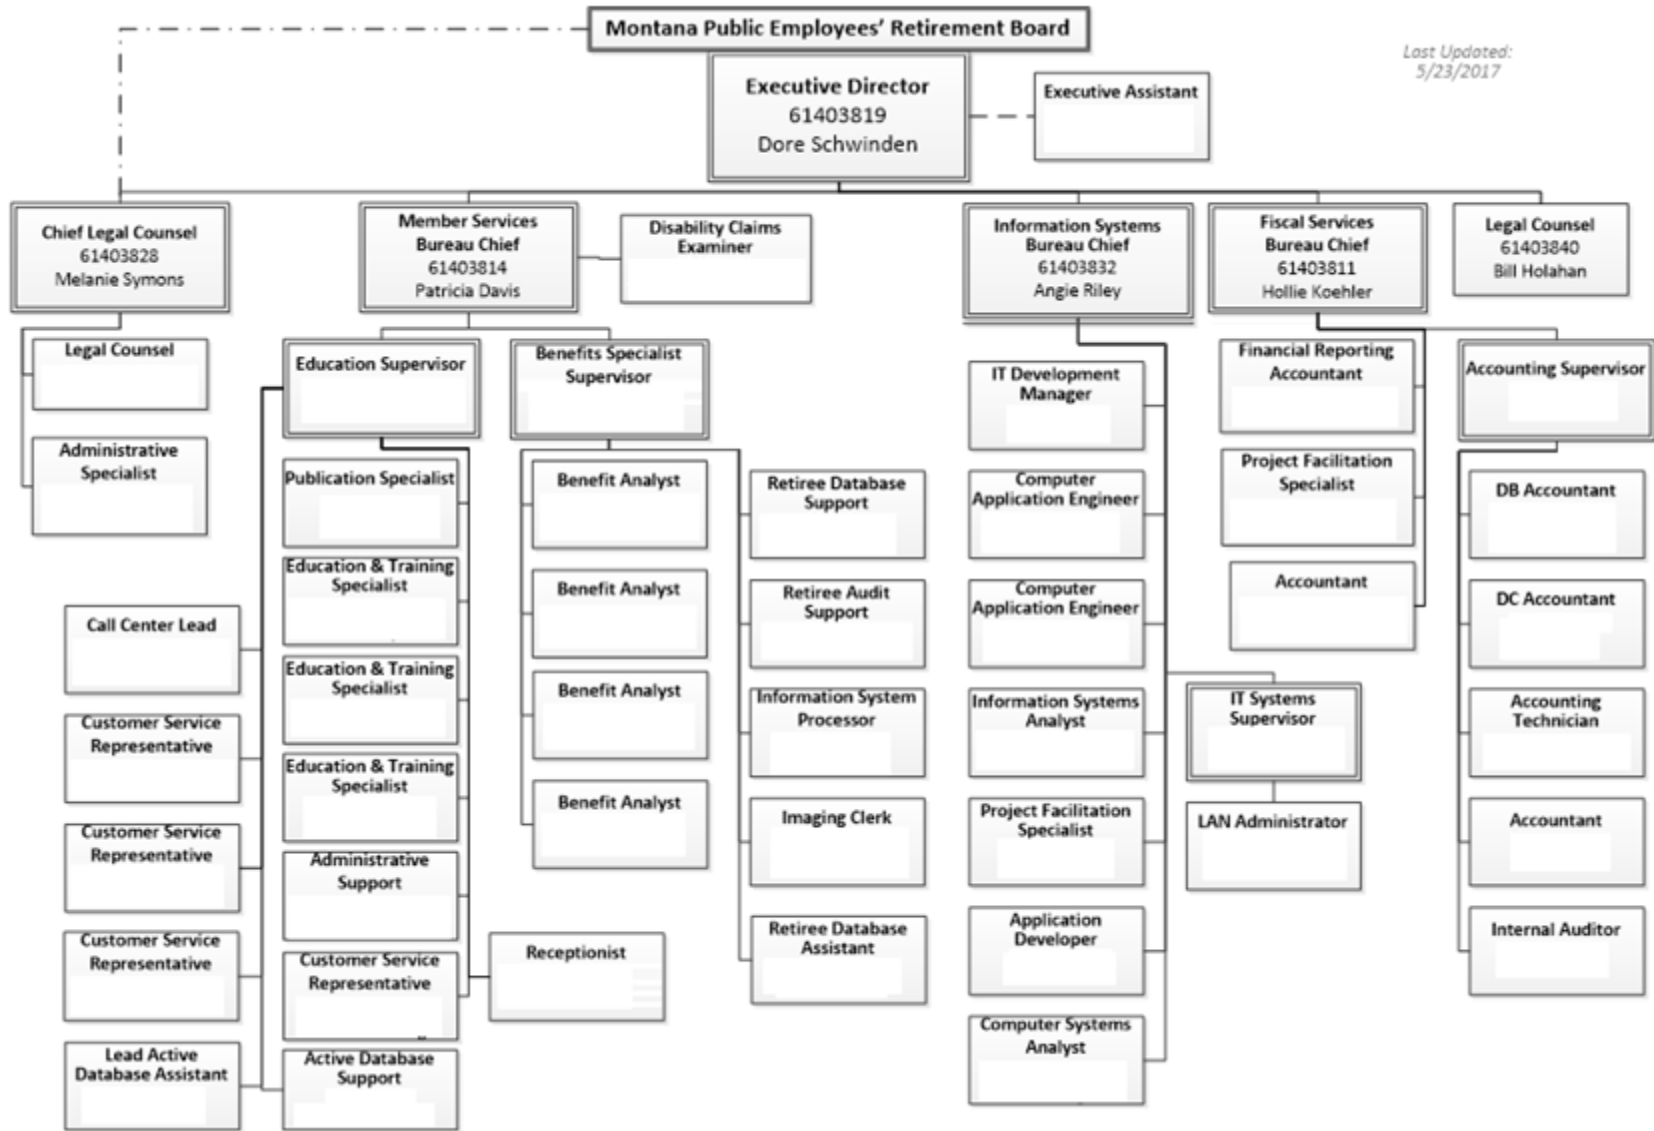 Montana Public Employees' Retirement Board
Last Updated:
5/23/2017
Executive Director
61403819
Dore Schwinden
Executive Assistant
Chief Legal Counsel
61403828
Melanie Symons
Member Services
Bureau Chief
61403814
Patricia Davis
Disability Claims
Examiner
Information Systems
Bureau Chief
61403832
Angie Riley
Fiscal Services
Bureau Chief
61403811
Hollie Koehler
Legal Counsel
61403840
Bill Holahan
Legal Counsel
Administrative
Specialist
Education Supervisor
Call Center Lead
Customer Service
Representative
Customer Service
Representative
Customer Service
Representative
Lead Active
Database Assistant
Publication Specialist
Education & Training
Specialist
Education & Training
Specialist
Education & Training
Specialist
Administrative
Support
Customer Service
Representative
Active Database
Support
Receptionist
Benefits Specialist
Supervisor
Benefit Analyst
Benefit Analyst
Benefit Analyst
Benefit Analyst
Retiree Database
Support
Retiree Audit
Support
Information System
Processor
Imaging Clerk
Retiree Database
Assistant
IT Development
Manager
Computer
Application Engineer
Computer
Application Engineer
Information Systems
Analyst
Project Facilitation
Specialist
Application
Developer
Computer Systems
Analyst
IT Systems
Supervisor
LAN Administrator
Financial Reporting
Accountant
Project Facilitation
Specialist
Accountant
Accounting Supervisor
DB Accountant
DC Accountant
Accounting
Technician
Accountant
Internal Auditor